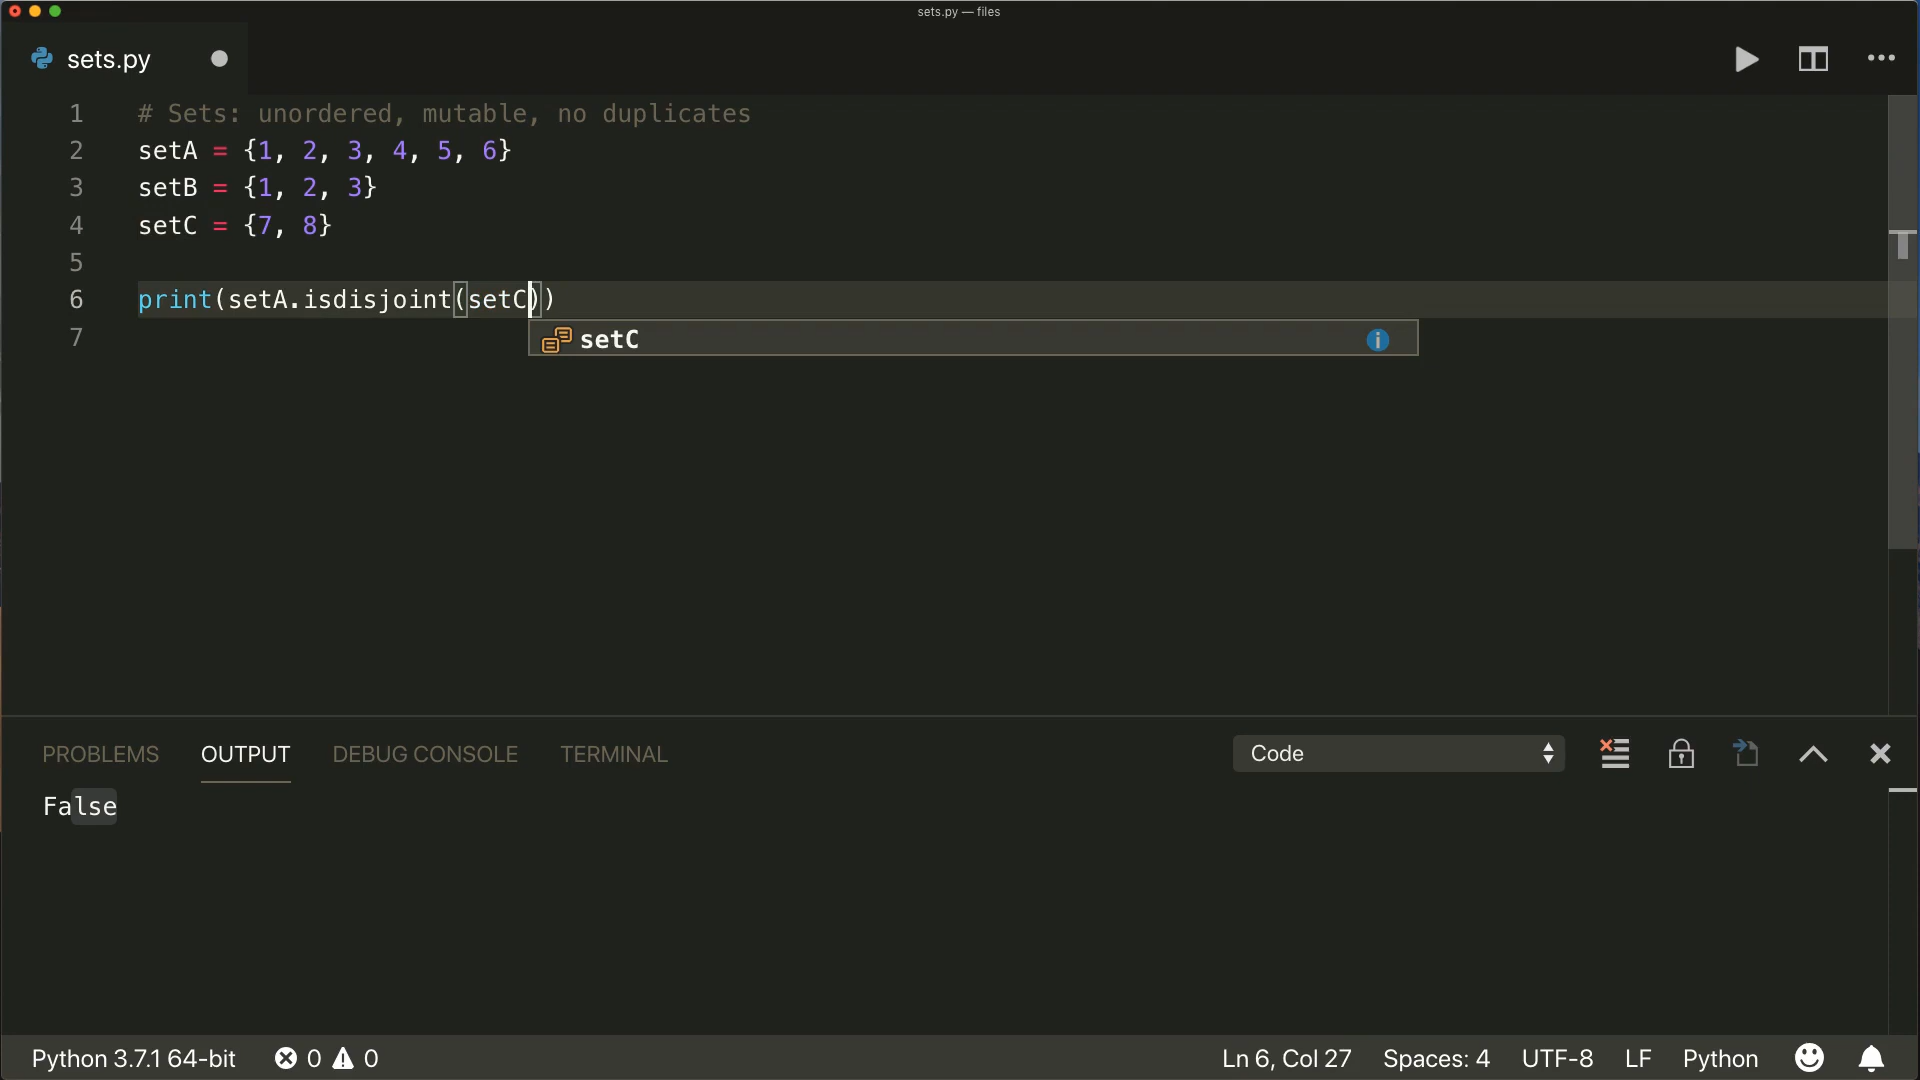 sets.py — files
sets.py
1 # Sets: unordered, mutable, no duplicates
2 setA = {1, 2, 3, 4, 5, 6}
3 setB = {1, 2, 3}
4 setC = {7, 8}
5
6 print(setA.isdisjoint(setC))
7
setC
PROBLEMS OUTPUT DEBUG CONSOLE TERMINAL Code
False
Python 3.7.1 64-bit 0 0 Ln 6, Col 27 Spaces: 4 UTF-8 LF Python